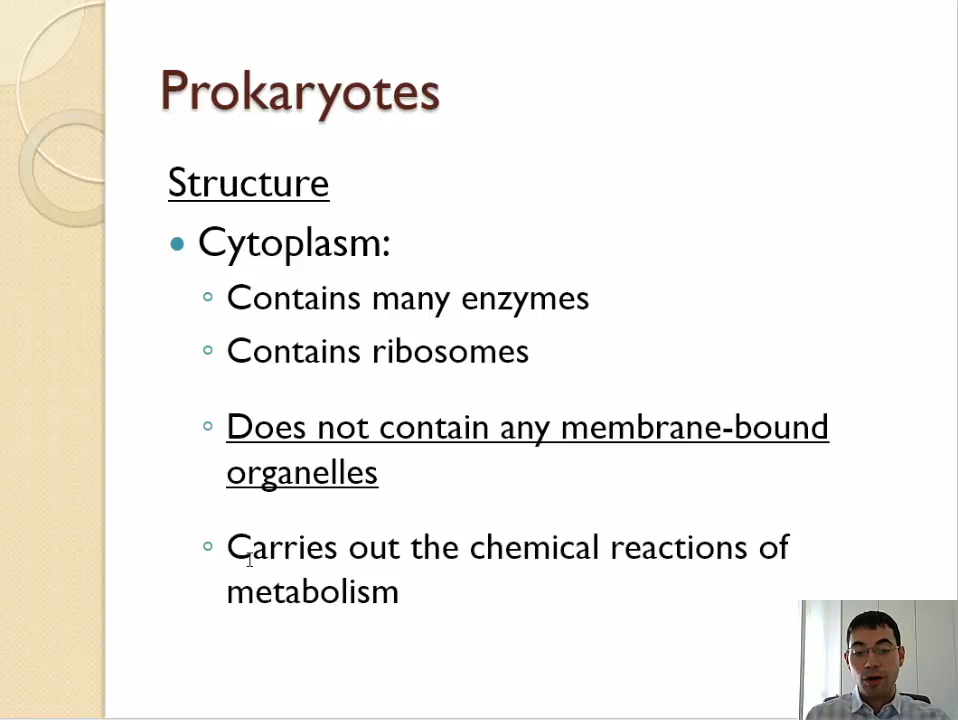 Prokaryotes
Structure
Cytoplasm:
Contains many enzymes
Contains ribosomes
Does not contain any membrane-bound
organelles
Carries out the chemical reactions of
metabolism